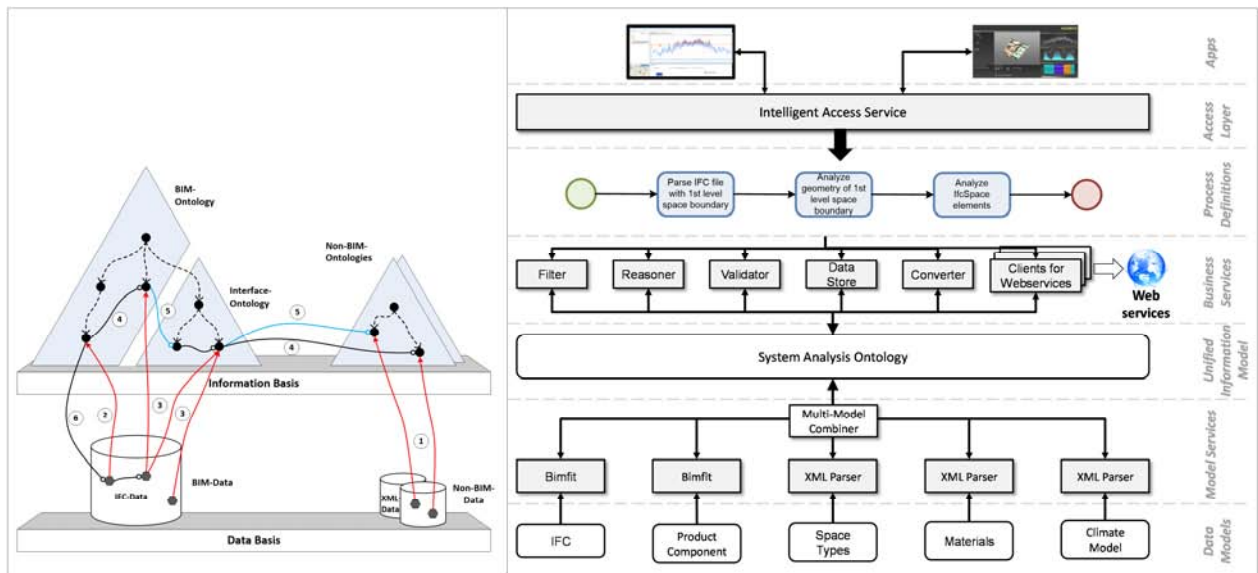 BIM-
Ontology
Non-BIM-
Ontologies
Interface-
Ontology
4
5
5
4
Information Basis
6
2
3
3
1
BIM-Data
IFC-Data
XML
Data
Non-BIM-
Data
Data Basis
Apps
Intelligent Access Service
Access
Layer
Parse IFC file
with 1st level
space boundary
Analyze
geometry of 1st
level space
boundary
Analyze
IfcSpace
elements
Process
Definitions
Filter
Reasoner
Validator
Data
Store
Converter
Clients for
Webservices
Web
services
Business
Services
System Analysis Ontology
Unified
Information
Model
Multi-Model
Combiner
Bimfit
Bimfit
XML Parser
XML Parser
XML Parser
Model Services
IFC
Product
Component
Space
Types
Materials
Climate
Model
Data
Models